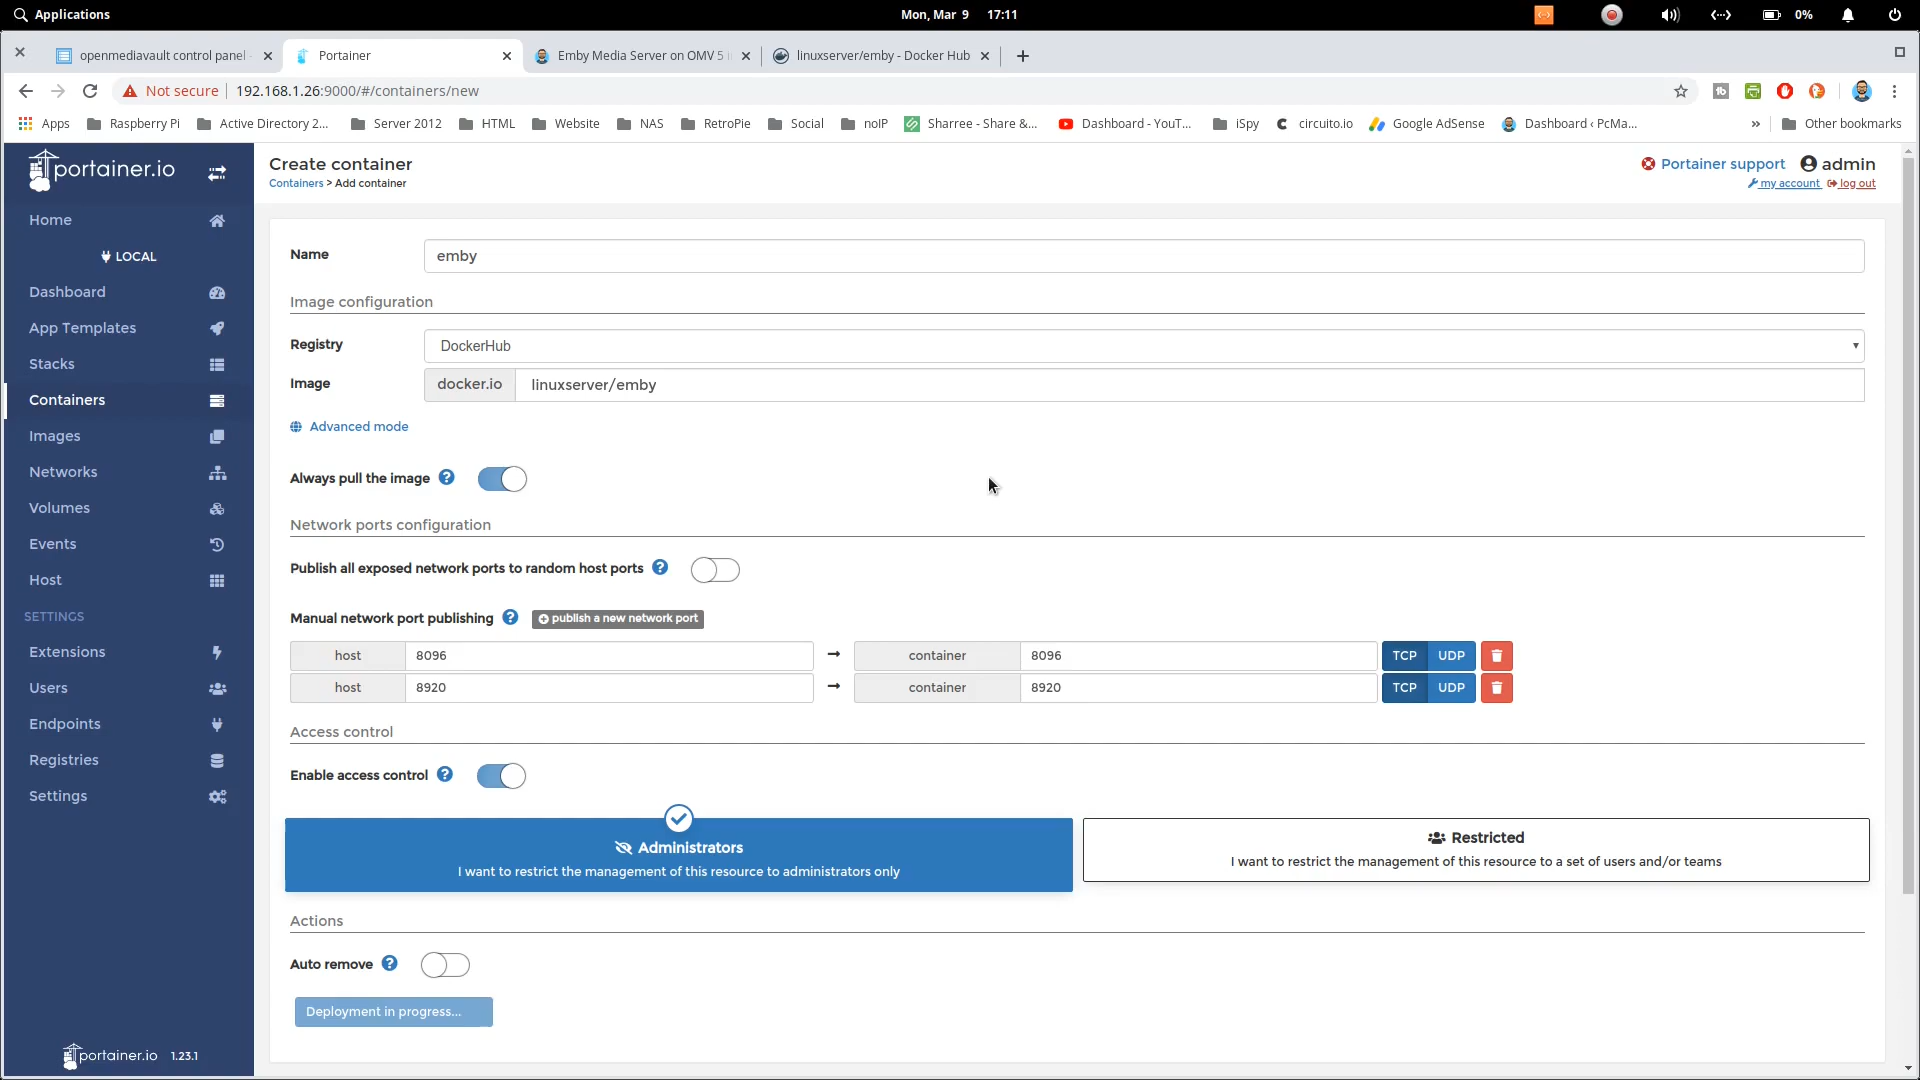 Applications
Mon, Mar 9 17:11
0%
openmediavault control panel -
Portainer
Emby Media Server on OMV 5 i
linuxserver/emby - Docker Hub
Not secure 192.168.1.26:9000/#/containers/new
Apps
Raspberry Pi
Active Directory 2...
Server 2012
HTML
Website
NAS
RetroPie
Social
noIP
Sharree - Share &...
Dashboard - YouT...
iSpy
circuito.io
Google AdSense
Dashboard ‹ PcMa...
»
Other bookmarks
portainer.io
Home
LOCAL
Dashboard
App Templates
Stacks
Containers
Images
Networks
Volumes
Events
Host
SETTINGS
Extensions
Users
Endpoints
Registries
Settings
portainer.io 1.23.1
Create container
Containers > Add container
Portainer support admin
my account log out
Name emby
Image configuration
Registry DockerHub
Image docker.io linuxserver/emby
Advanced mode
Always pull the image
Network ports configuration
Publish all exposed network ports to random host ports
Manual network port publishing publish a new network port
host 8096 → container 8096 TCP UDP
host 8920 → container 8920 TCP UDP
Access control
Enable access control
Administrators
I want to restrict the management of this resource to administrators only
Restricted
I want to restrict the management of this resource to a set of users and/or teams
Actions
Auto remove
Deployment in progress...